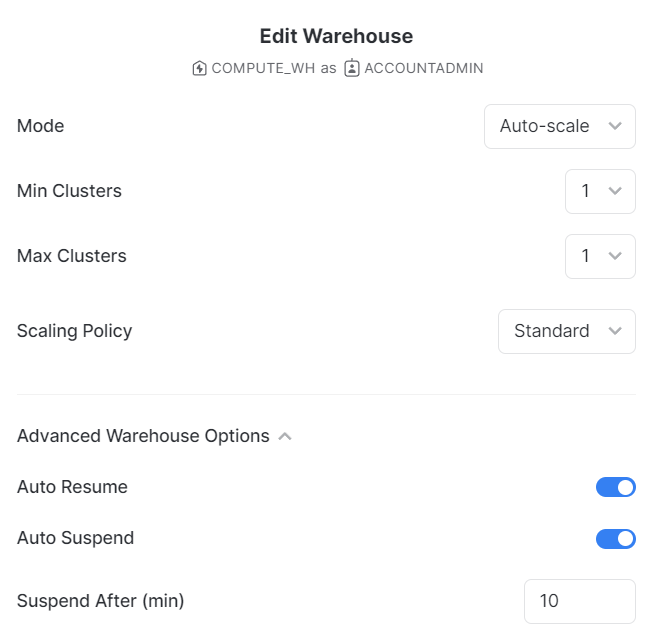 Edit Warehouse
COMPUTE_WH as ACCOUNTADMIN
Mode Auto-scale
Min Clusters 1
Max Clusters 1
Scaling Policy Standard
Advanced Warehouse Options
Auto Resume
Auto Suspend
Suspend After (min) 10